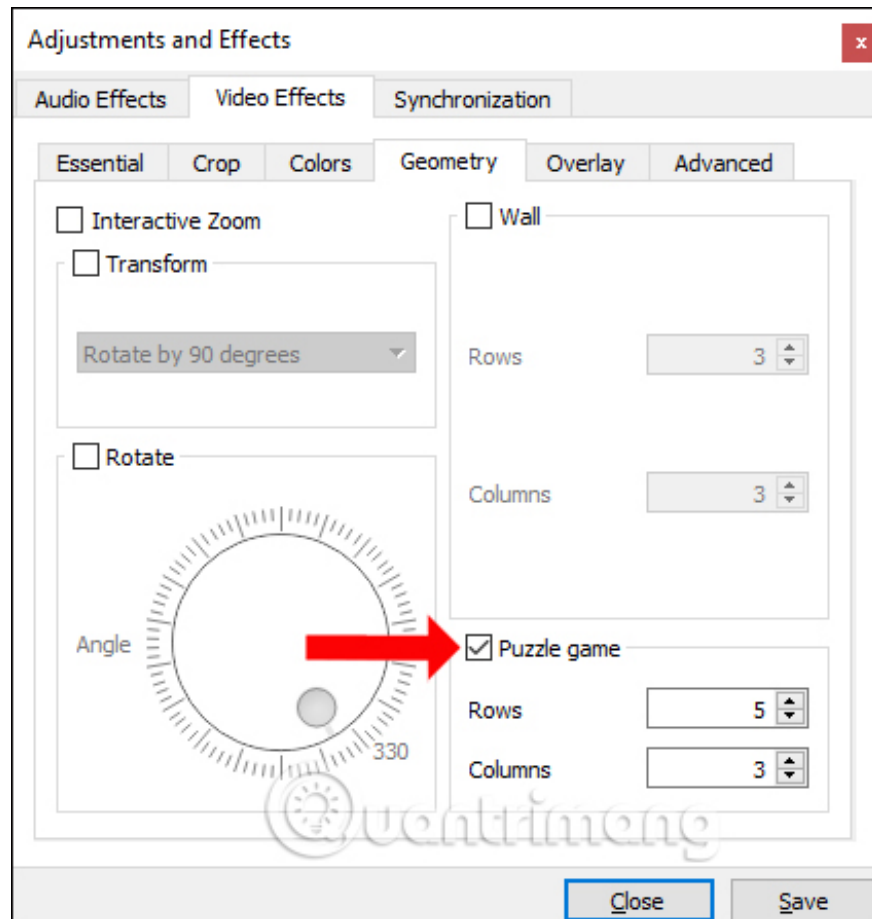 Adjustments and Effects
x
Audio Effects Video Effects Synchronization
Essential Crop Colors Geometry Overlay Advanced
Interactive Zoom
Transform
Rotate by 90 degrees
Rotate
Angle
330
Wall
Rows 3
Columns 3
Puzzle game
Rows 5
Columns 3
Quantrimang
Close Save